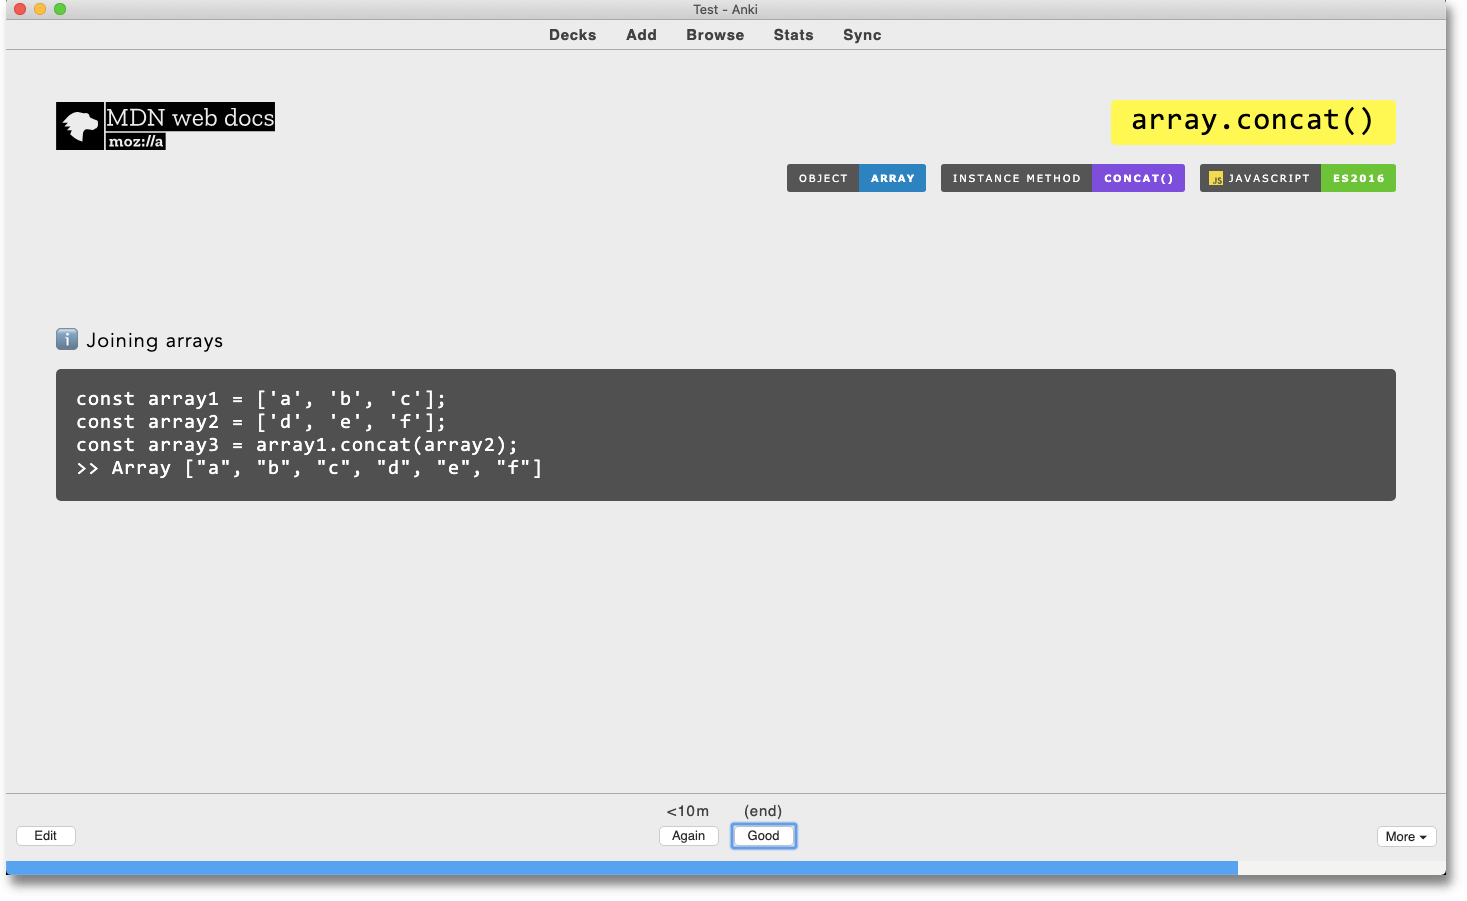 Test - Anki
Decks Add Browse Stats Sync
MDN web docs
moz://a
array.concat()
OBJECT ARRAY INSTANCE METHOD CONCAT() JS JAVASCRIPT ES2016
i Joining arrays
const array1 = ['a', 'b', 'c'];
const array2 = ['d', 'e', 'f'];
const array3 = array1.concat(array2);
>> Array ["a", "b", "c", "d", "e", "f"]
<10m (end)
Edit Again Good More